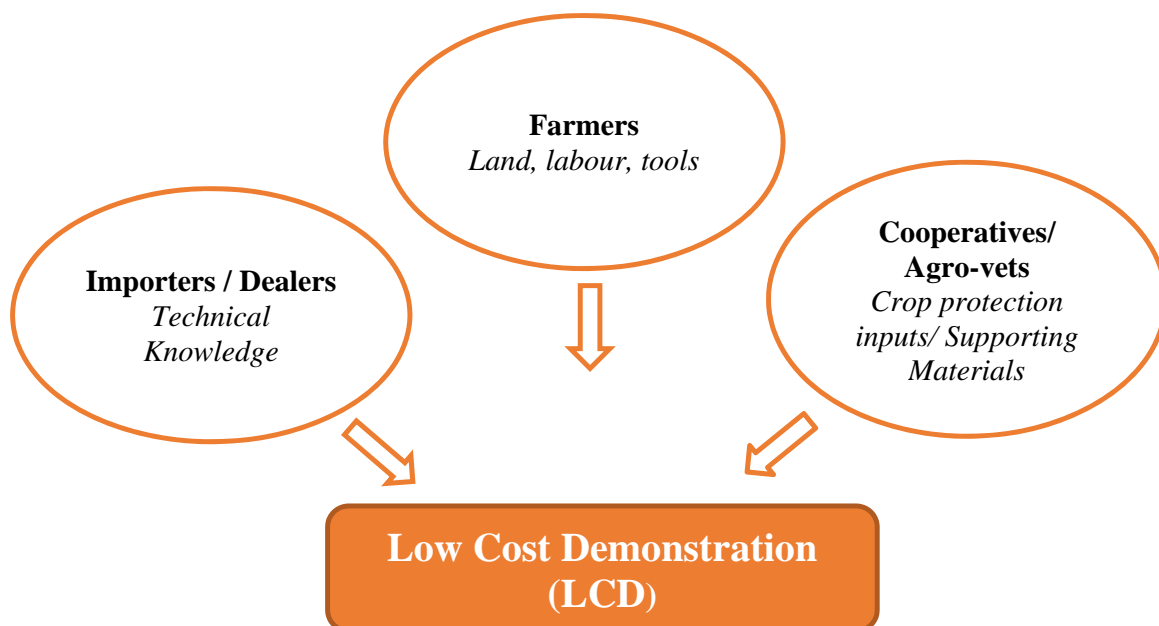 Farmers
Land, labour, tools
Importers / Dealers
Technical
Knowledge
Cooperatives/
Agro-vets
Crop protection
inputs/ Supporting
Materials
Low Cost Demonstration
(LCD)